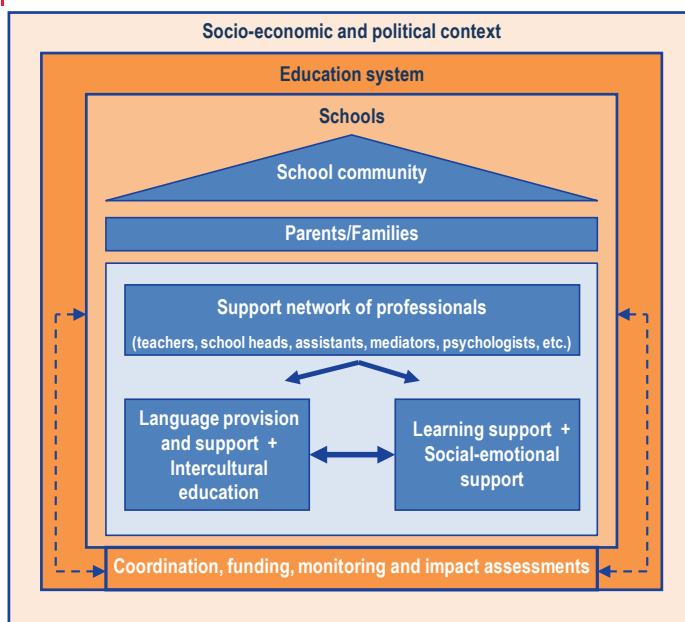 Socio-economic and political context
Education system
Schools
School community
Parents/Families
Support network of professionals
(teachers, school heads, assistants, mediators, psychologists, etc.)
Language provision
and support +
Intercultural
education
Learning support +
Social-emotional
support
Coordination, funding, monitoring and impact assessments